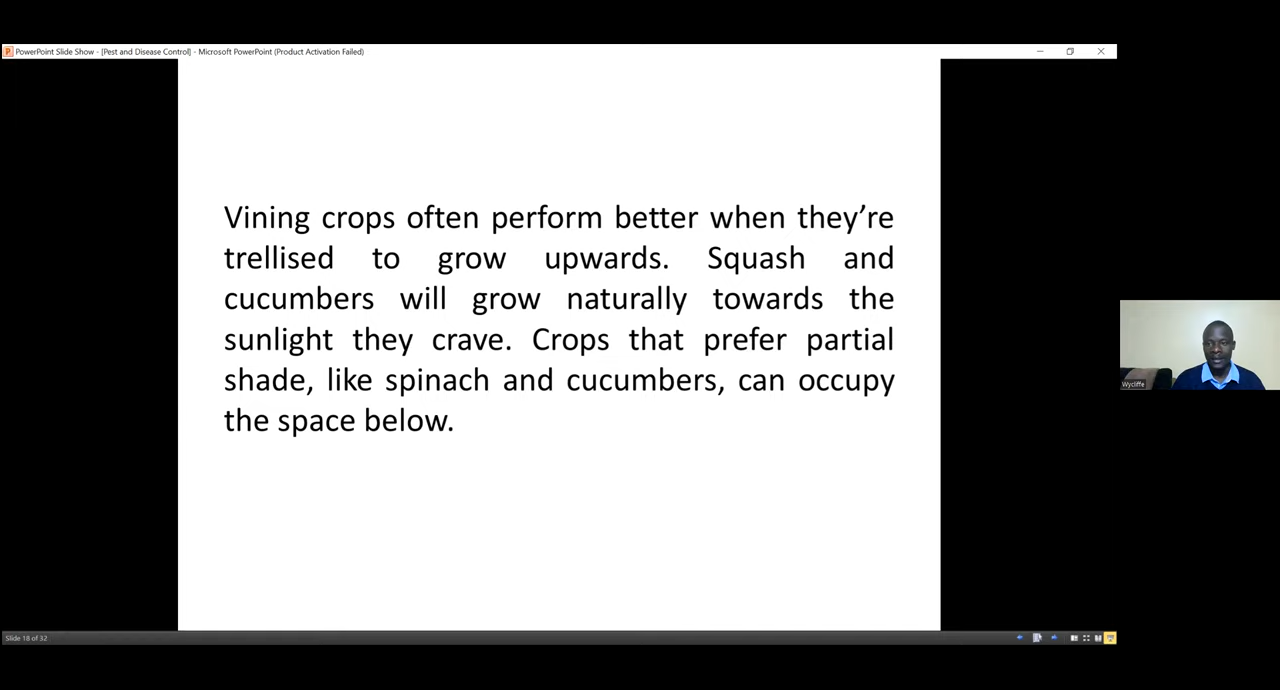 PowerPoint Slide Show - [Pest and Disease Control] - Microsoft PowerPoint (Product Activation Failed)
Vining crops often perform better when they’re
trellised to grow upwards. Squash and
cucumbers will grow naturally towards the
sunlight they crave. Crops that prefer partial
shade, like spinach and cucumbers, can occupy
the space below.
Wycliffe
Slide 18 of 32